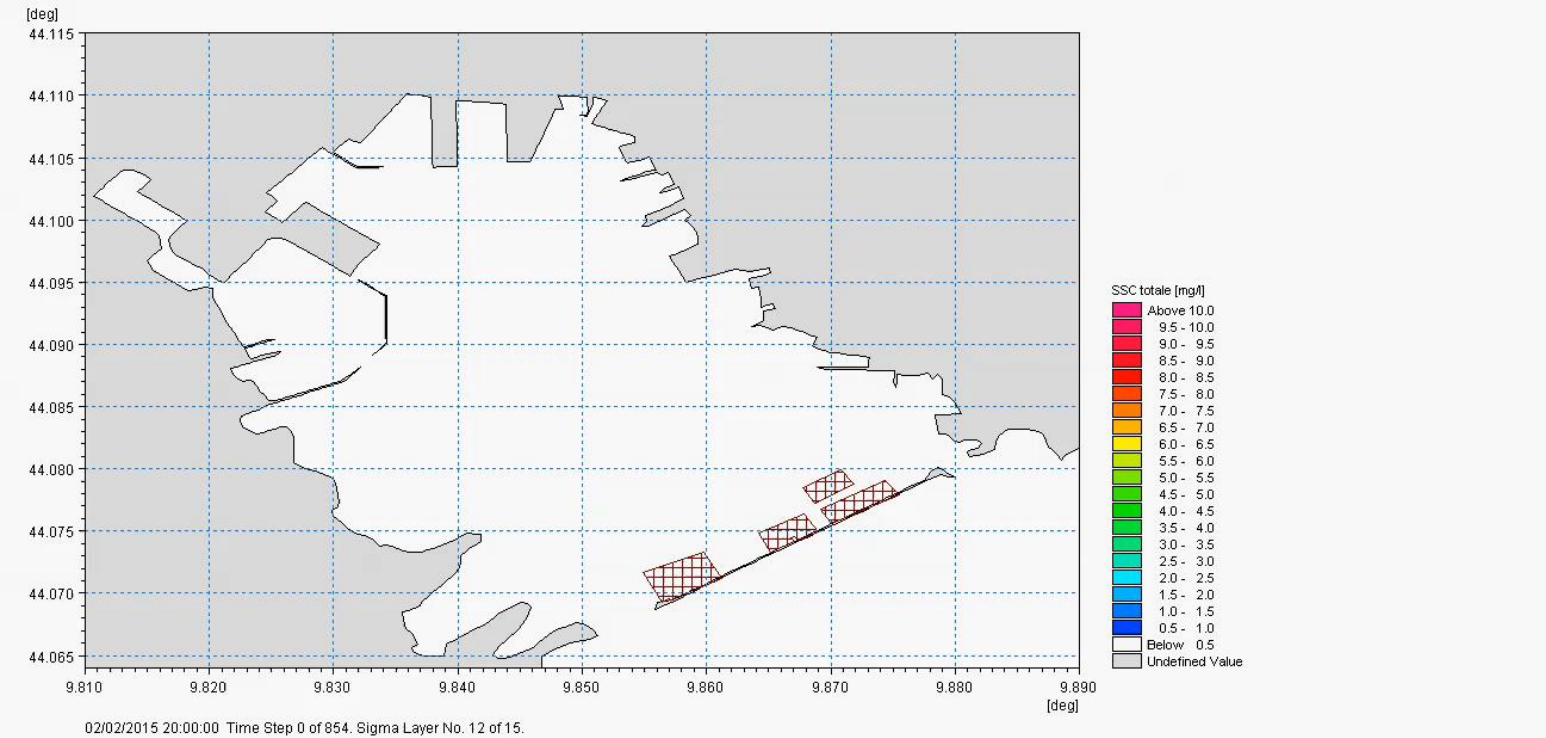 [deg]
44.115
44.110
44.105
44.100
44.095
44.090
44.085
44.080
44.075
44.070
44.065
9.810 9.820 9.830 9.840 9.850 9.860 9.870 9.880 9.890
[deg]
SSC totale [mg/l]
Above 10.0
9.5 - 10.0
9.0 - 9.5
8.5 - 9.0
8.0 - 8.5
7.5 - 8.0
7.0 - 7.5
6.5 - 7.0
6.0 - 6.5
5.5 - 6.0
5.0 - 5.5
4.5 - 5.0
4.0 - 4.5
3.5 - 4.0
3.0 - 3.5
2.5 - 3.0
2.0 - 2.5
1.5 - 2.0
1.0 - 1.5
0.5 - 1.0
Below 0.5
Undefined Value
02/02/2015 20:00:00 Time Step 0 of 854. Sigma Layer No. 12 of 15.